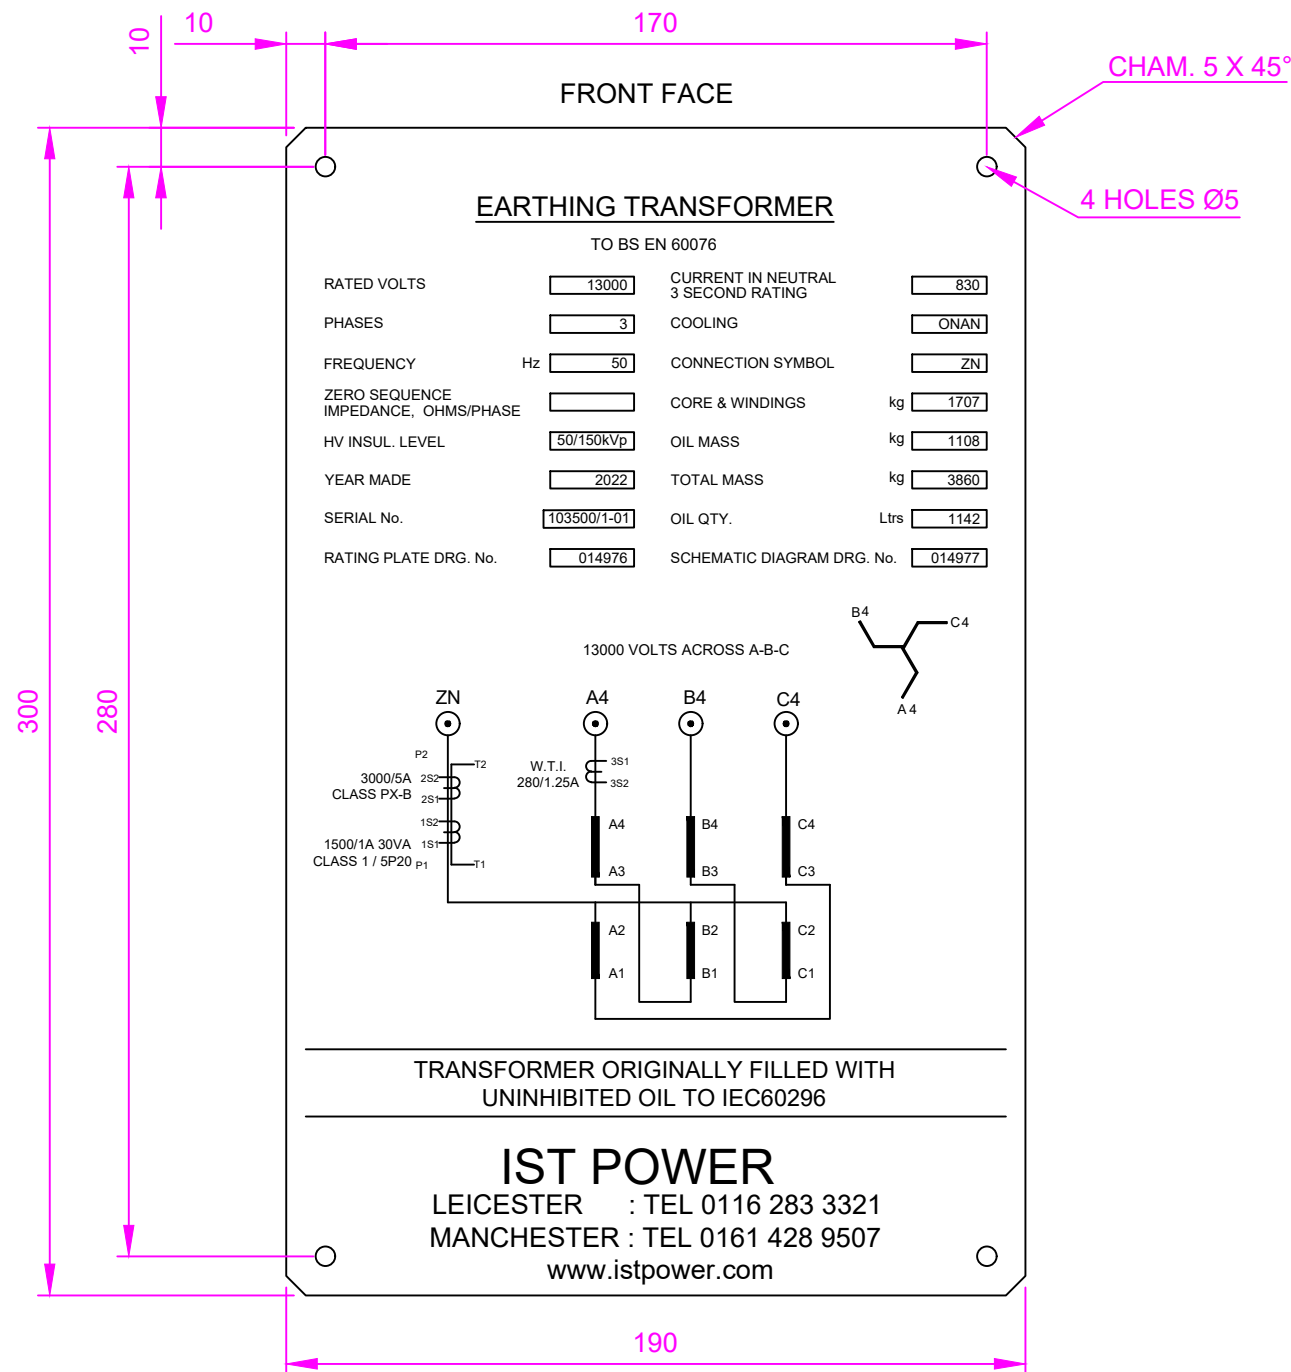 10
170
10
CHAM. 5 X 45°
FRONT FACE
4 HOLES Ø5
EARTHING TRANSFORMER
TO BS EN 60076
RATED VOLTS 13000
CURRENT IN NEUTRAL
3 SECOND RATING 830
PHASES 3
COOLING ONAN
FREQUENCY Hz 50
CONNECTION SYMBOL ZN
ZERO SEQUENCE
IMPEDANCE, OHMS/PHASE
CORE & WINDINGS kg 1707
HV INSUL. LEVEL 50/150kVp
OIL MASS kg 1108
YEAR MADE 2022
TOTAL MASS kg 3860
SERIAL No. 103500/1-01
OIL QTY. Ltrs 1142
RATING PLATE DRG. No. 014976
SCHEMATIC DIAGRAM DRG. No. 014977
B4
C4
A4
13000 VOLTS ACROSS A-B-C
300
280
ZN A4 B4 C4
P2
T2
3000/5A 2S2
CLASS PX-B 2S1
1S2
1500/1A 30VA 1S1
CLASS 1 / 5P20 P1
T1
W.T.I. 3S1
280/1.25A 3S2
A4 B4 C4
A3 B3 C3
A2 B2 C2
A1 B1 C1
TRANSFORMER ORIGINALLY FILLED WITH
UNINHIBITED OIL TO IEC60296
IST POWER
LEICESTER : TEL 0116 283 3321
MANCHESTER : TEL 0161 428 9507
www.istpower.com
190